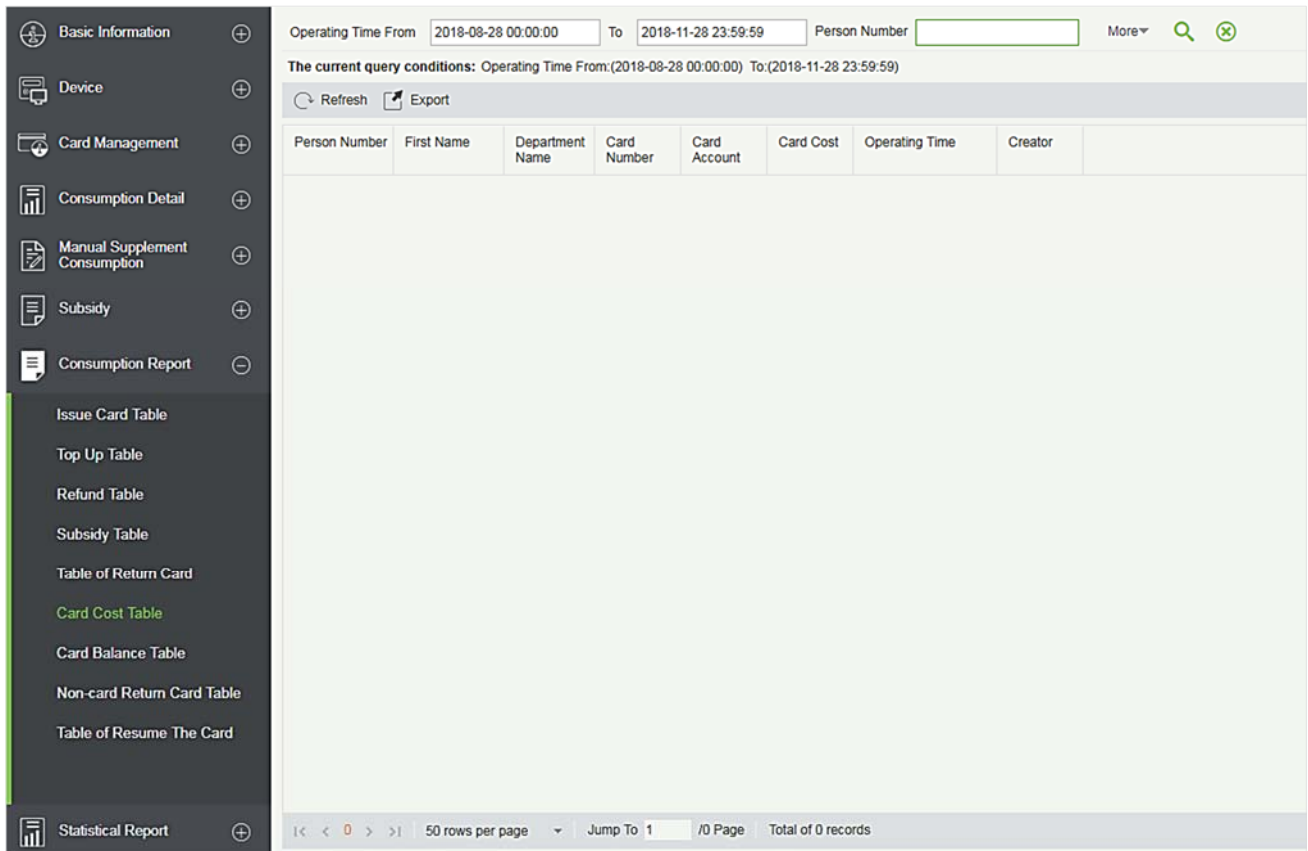 Basic Information
Device
Card Management
Consumption Detail
Manual Supplement
Consumption
Subsidy
Consumption Report
Issue Card Table
Top Up Table
Refund Table
Subsidy Table
Table of Return Card
Card Cost Table
Card Balance Table
Non-card Return Card Table
Table of Resume The Card
Statistical Report
Operating Time From 2018-08-28 00:00:00 To 2018-11-28 23:59:59 Person Number More
The current query conditions: Operating Time From:(2018-08-28 00:00:00) To:(2018-11-28 23:59:59)
Refresh Export
Person Number First Name Department Name Card Number Card Account Card Cost Operating Time Creator
0 50 rows per page Jump To 1 /0 Page Total of 0 records